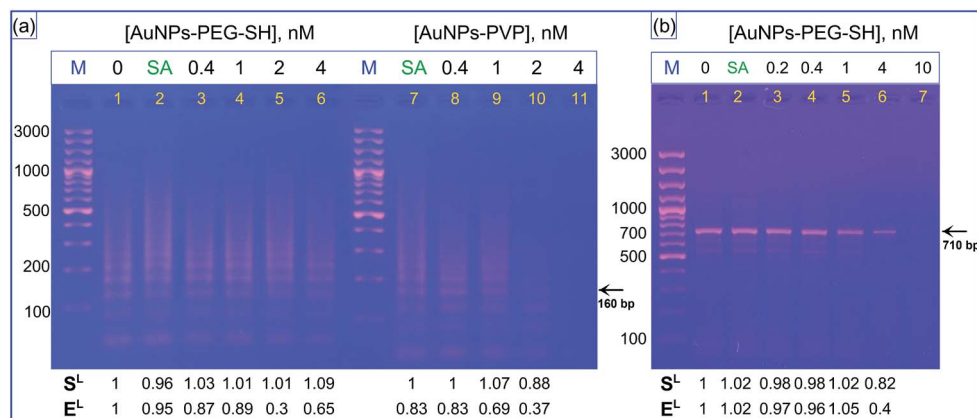 (a) [AuNPs-PEG-SH], nM [AuNPs-PVP], nM
M 0 SA 0.4 1 2 4 M SA 0.4 1 2 4
1 2 3 4 5 6 7 8 9 10 11
3000
1000
500
200
100
160 bp
S^L 1 0.96 1.03 1.01 1.01 1.09 1 1 1.07 0.88
E^L 1 0.95 0.87 0.89 0.3 0.65 0.83 0.83 0.69 0.37
(b) [AuNPs-PEG-SH], nM
M 0 SA 0.2 0.4 1 4 10
1 2 3 4 5 6 7
3000
1000
700
500
100
710 bp
S^L 1 1.02 0.98 0.98 1.02 0.82
E^L 1 1.02 0.97 0.96 1.05 0.4